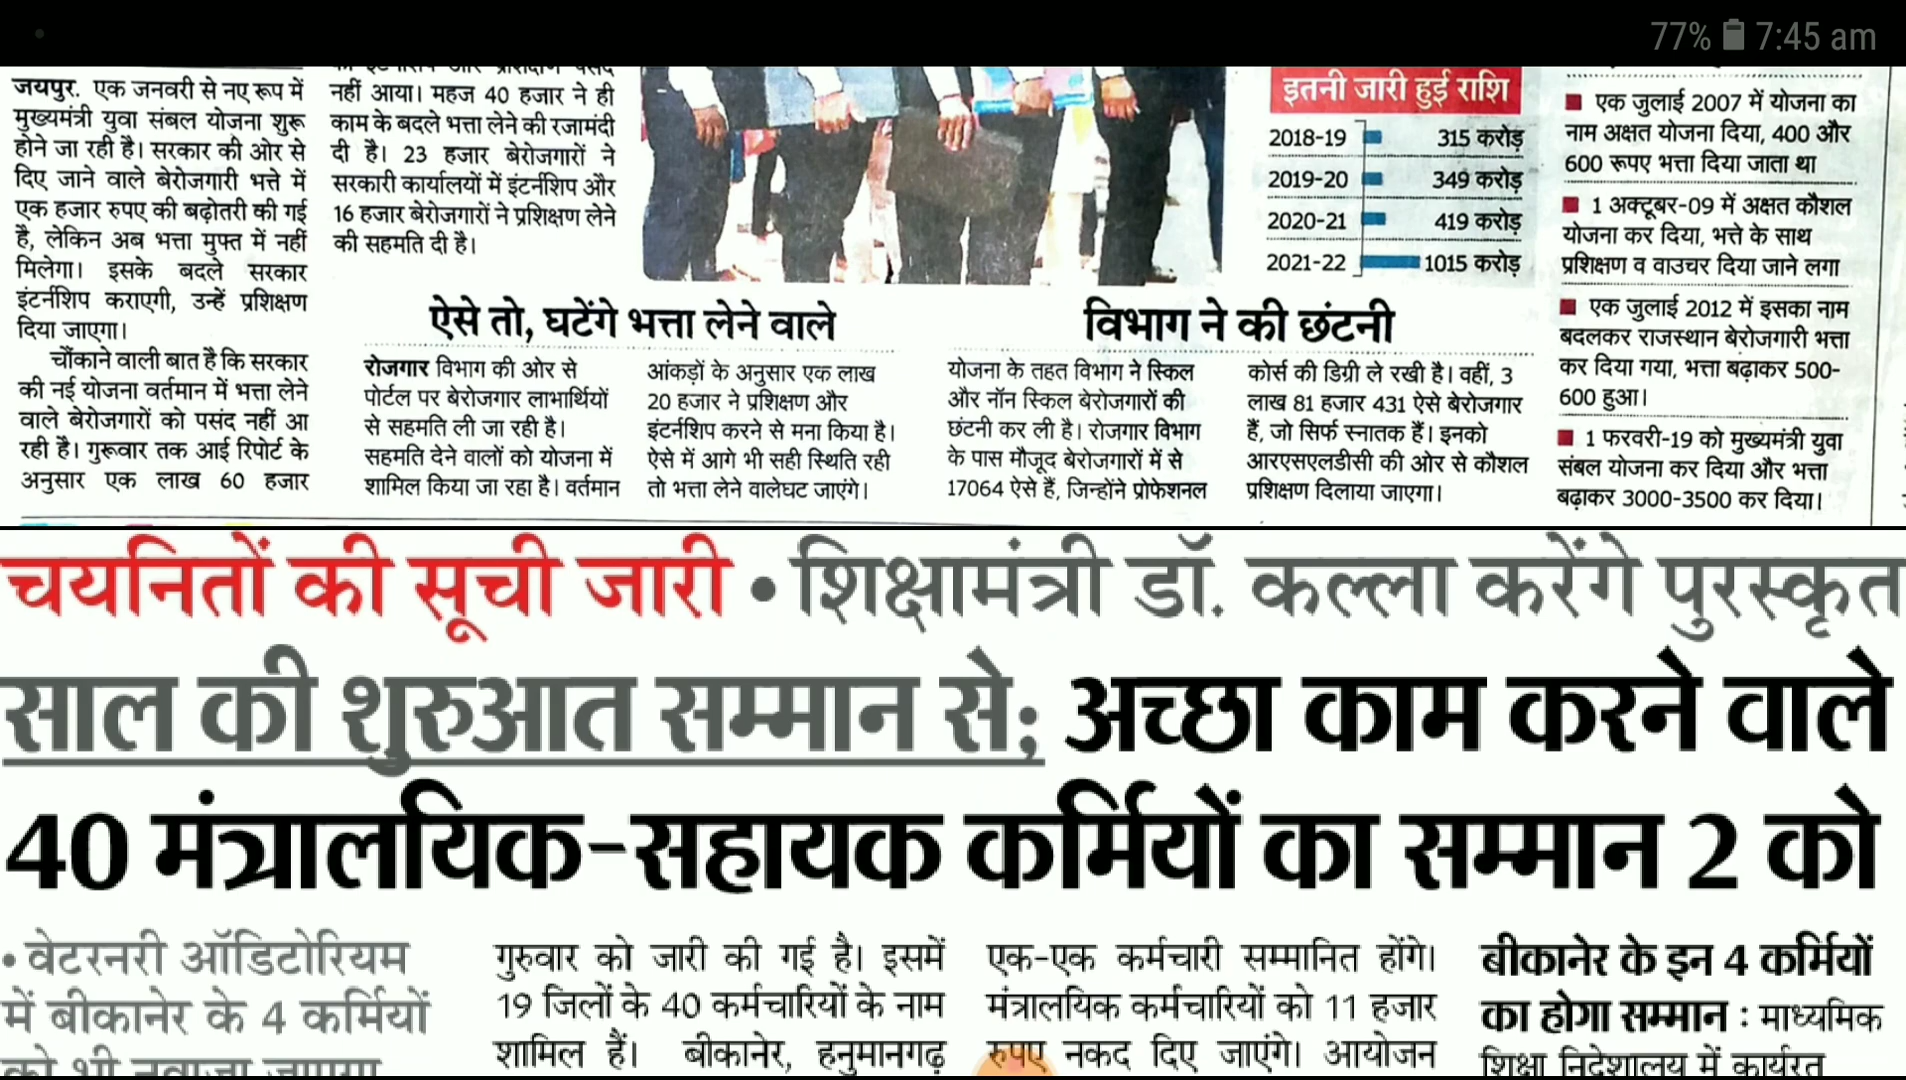 77% 7:45 am
जयपुर. एक जनवरी से नए रूप में
मुख्यमंत्री युवा संबल योजना शुरू
होने जा रही है। सरकार की ओर से
दिए जाने वाले बेरोजगारी भत्ते में
एक हजार रुपए की बढ़ोतरी की गई
है, लेकिन अब भत्ता मुफ्त में नहीं
मिलेगा। इसके बदले सरकार
इंटर्नशिप कराएगी, उन्हें प्रशिक्षण
दिया जाएगा।
चौंकाने वाली बात है कि सरकार
की नई योजना वर्तमान में भत्ता लेने
वाले बेरोजगारों को पसंद नहीं आ
रही है। गुरूवार तक आई रिपोर्ट के
अनुसार एक लाख 60 हजार
नहीं आया। महज 40 हजार ने ही
काम के बदले भत्ता लेने की रजामंदी
दी है। 23 हजार बेरोजगारों ने
सरकारी कार्यालयों में इंटर्नशिप और
16 हजार बेरोजगारों ने प्रशिक्षण लेने
की सहमति दी है।
ऐसे तो, घटेंगे भत्ता लेने वाले
रोजगार विभाग की ओर से
पोर्टल पर बेरोजगार लाभार्थियों
से सहमति ली जा रही है।
सहमति देने वालों को योजना में
शामिल किया जा रहा है। वर्तमान
आंकड़ों के अनुसार एक लाख
20 हजार ने प्रशिक्षण और
इंटर्नशिप करने से मना किया है।
ऐसे में आगे भी सही स्थिति रही
तो भत्ता लेने वालेघट जाएंगे।
विभाग ने की छंटनी
योजना के तहत विभाग ने स्किल
और नॉन स्किल बेरोजगारों की
छंटनी कर ली है। रोजगार विभाग
के पास मौजूद बेरोजगारों में से
17064 ऐसे हैं, जिन्होंने प्रोफेशनल
कोर्स की डिग्री ले रखी है। वहीं, 3
लाख 81 हजार 431 ऐसे बेरोजगार
हैं, जो सिर्फ स्नातक हैं। इनको
आरएसएलडीसी की ओर से कौशल
प्रशिक्षण दिलाया जाएगा।
इतनी जारी हुई राशि
2018-19 315 करोड़
2019-20 349 करोड़
2020-21 419 करोड़
2021-22 1015 करोड़
एक जुलाई 2007 में योजना का
नाम अक्षत योजना दिया, 400 और
600 रूपए भत्ता दिया जाता था
1 अक्टूबर-09 में अक्षत कौशल
योजना कर दिया, भत्ते के साथ
प्रशिक्षण व वाउचर दिया जाने लगा
एक जुलाई 2012 में इसका नाम
बदलकर राजस्थान बेरोजगारी भत्ता
कर दिया गया, भत्ता बढ़ाकर 500-
600 हुआ।
1 फरवरी-19 को मुख्यमंत्री युवा
संबल योजना कर दिया और भत्ता
बढ़ाकर 3000-3500 कर दिया।
चयनितों की सूची जारी • शिक्षामंत्री डॉ. कल्ला करेंगे पुरस्कृत
साल की शुरुआत सम्मान से; अच्छा काम करने वाले
40 मंत्रालयिक-सहायक कर्मियों का सम्मान 2 को
• वेटरनरी ऑडिटोरियम
में बीकानेर के 4 कर्मियों
को भी नवाजा जाएगा
गुरुवार को जारी की गई है। इसमें
19 जिलों के 40 कर्मचारियों के नाम
शामिल हैं। बीकानेर, हनुमानगढ़
एक-एक कर्मचारी सम्मानित होंगे।
मंत्रालयिक कर्मचारियों को 11 हजार
रुपए नकद दिए जाएंगे। आयोजन
बीकानेर के इन 4 कर्मियों
का होगा सम्मान : माध्यमिक
शिक्षा निदेशालय में कार्यरत